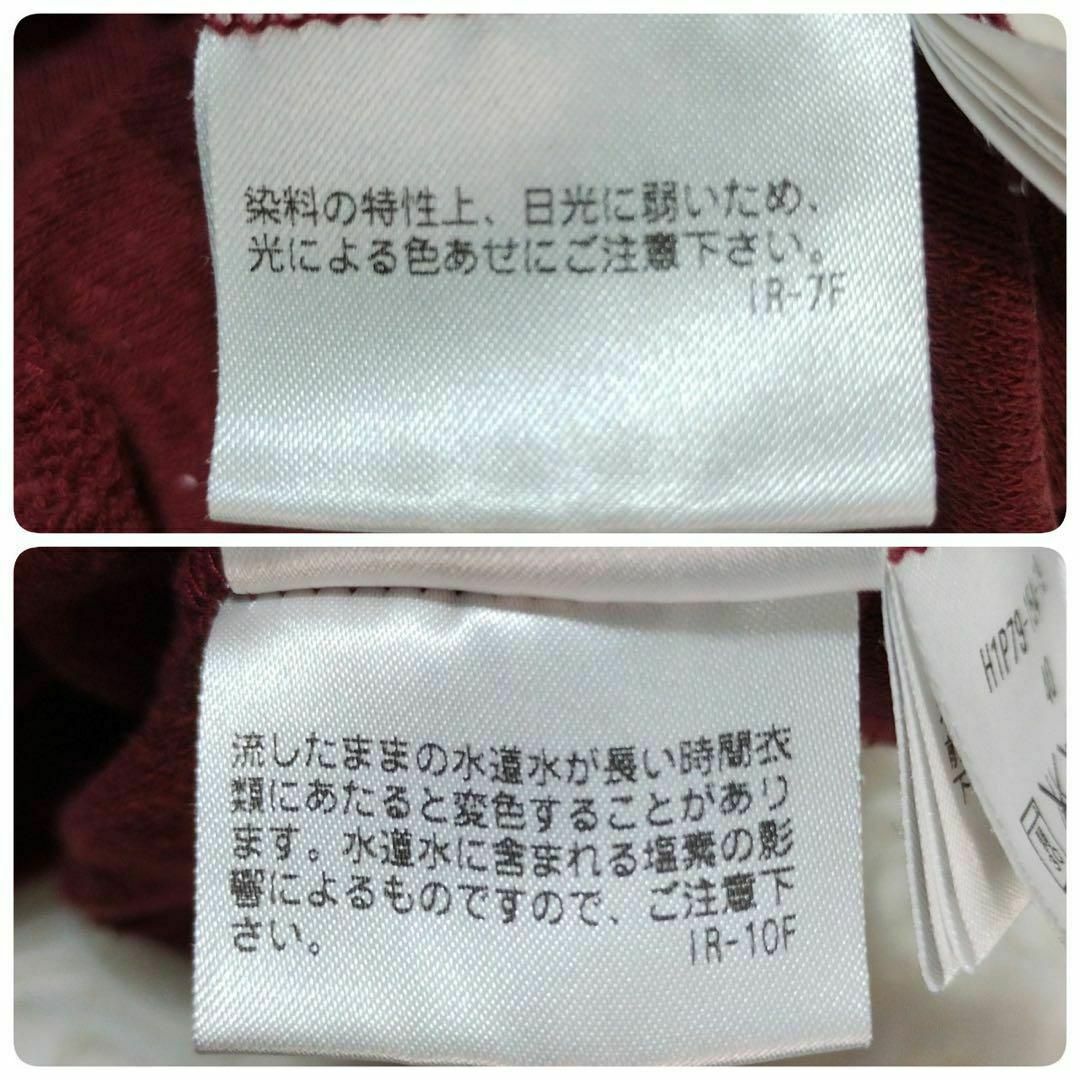 染料の特性上、日光に弱いため、
光による色あせにご注意下さい。
IR-7F
流したままの水道水が長い時間衣
類にあたると変色することがあり
ます。水道水に含まれる塩素の影
響によるものですので、ご注意下
さい。
IR-10F
H1P79-